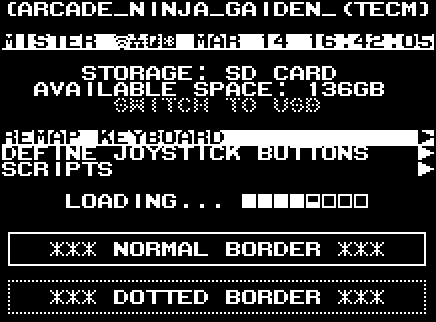 (ARCADE_NINJA_GAIDEN_(TECM)
MISTER MAR 14 16:42:05
STORAGE: SD CARD
AVAILABLE SPACE: 136GB
SWITCH TO USB
REMAP KEYBOARD
DEFINE JOYSTICK BUTTONS
SCRIPTS
LOADING...
*** NORMAL BORDER ***
*** DOTTED BORDER ***